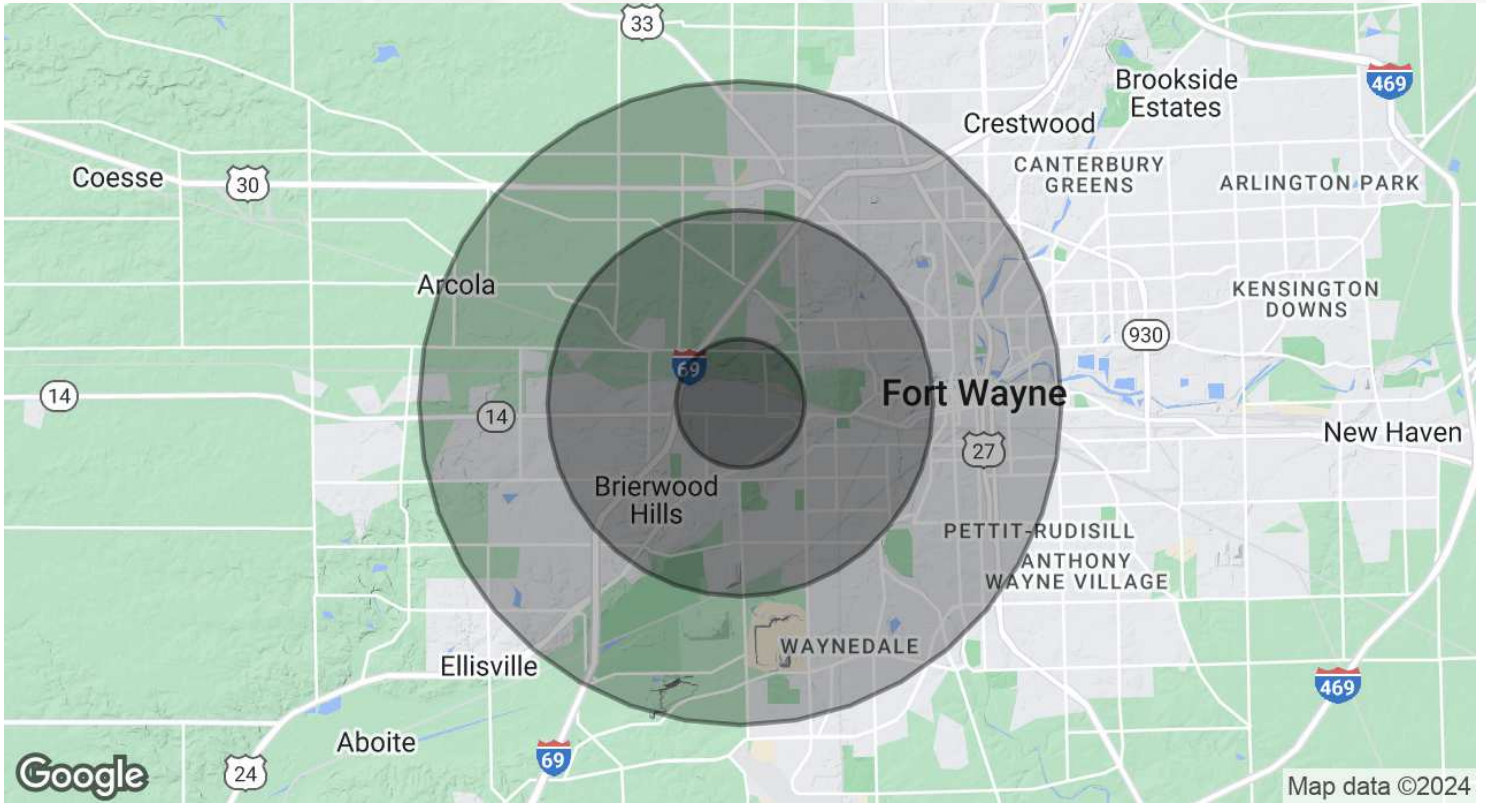 33
Brookside
Estates
469
Crestwood
CANTERBURY
GREENS
Coesse
30
ARLINGTON PARK
Arcola
KENSINGTON
DOWNS
930
69
14
Fort Wayne
14
New Haven
27
Brierwood
Hills
PETTIT-RUDISILL
ANTHONY
WAYNE VILLAGE
WAYNEDALE
Ellisville
469
Aboite
69
24
Google
Map data ©2024